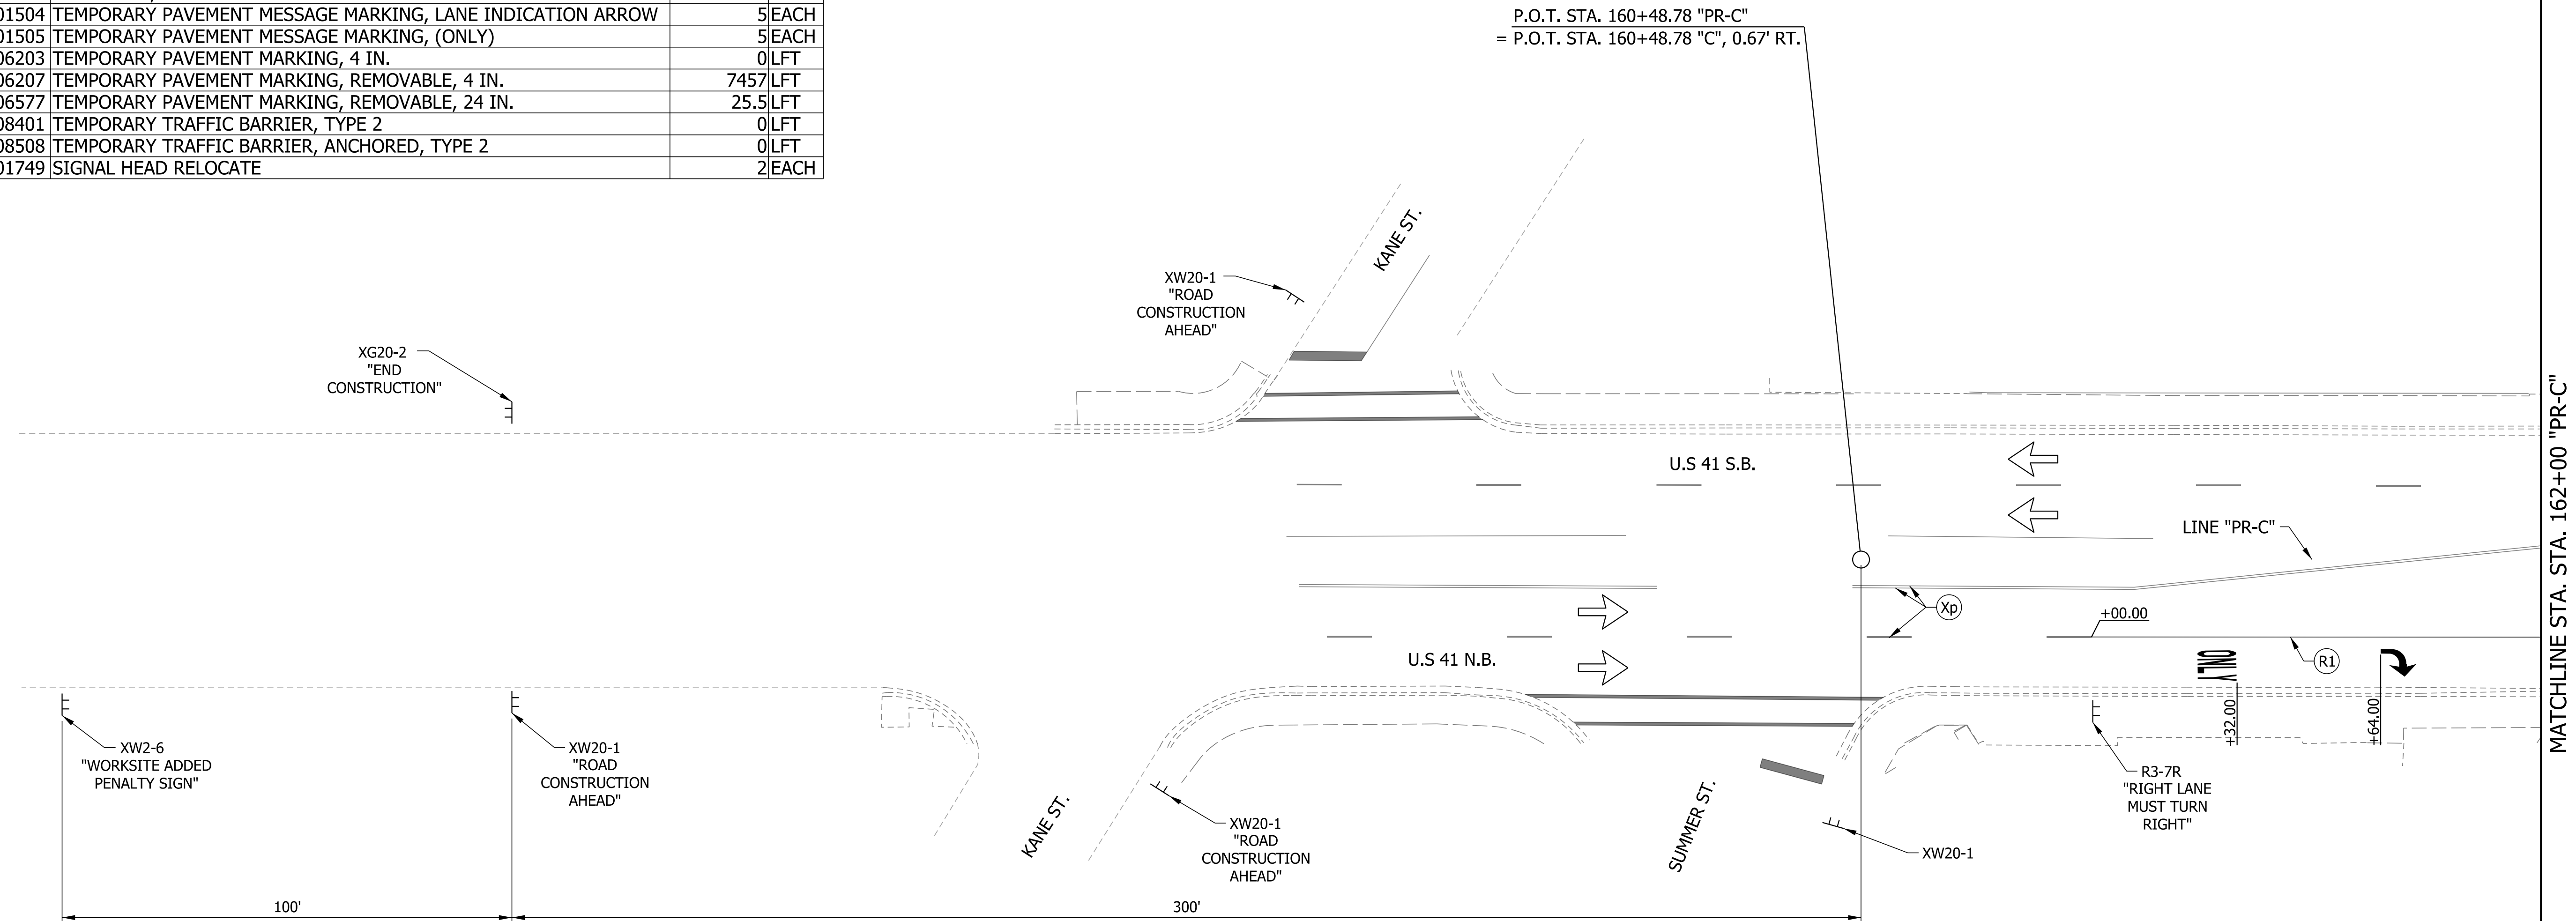 01504 TEMPORARY PAVEMENT MESSAGE MARKING, LANE INDICATION ARROW 5 EACH
01505 TEMPORARY PAVEMENT MESSAGE MARKING, (ONLY) 5 EACH
06203 TEMPORARY PAVEMENT MARKING, 4 IN. 0 LFT
06207 TEMPORARY PAVEMENT MARKING, REMOVABLE, 4 IN. 7457 LFT
06577 TEMPORARY PAVEMENT MARKING, REMOVABLE, 24 IN. 25.5 LFT
08401 TEMPORARY TRAFFIC BARRIER, TYPE 2 0 LFT
08508 TEMPORARY TRAFFIC BARRIER, ANCHORED, TYPE 2 0 LFT
01749 SIGNAL HEAD RELOCATE 2 EACH
P.O.T. STA. 160+48.78 "PR-C"
= P.O.T. STA. 160+48.78 "C", 0.67' RT.
KANE ST.
XW20-1
"ROAD
CONSTRUCTION
AHEAD"
XG20-2
"END
CONSTRUCTION"
U.S 41 S.B.
LINE "PR-C"
MATCHLINE STA. STA. 162+00 "PR-C"
Xp
+00.00
R1
U.S 41 N.B.
ONLY
+32.00
+64.00
XW2-6
"WORKSITE ADDED
PENALTY SIGN"
XW20-1
"ROAD
CONSTRUCTION
AHEAD"
KANE ST.
XW20-1
"ROAD
CONSTRUCTION
AHEAD"
SUMMER ST.
XW20-1
R3-7R
"RIGHT LANE
MUST TURN
RIGHT"
100'
300'